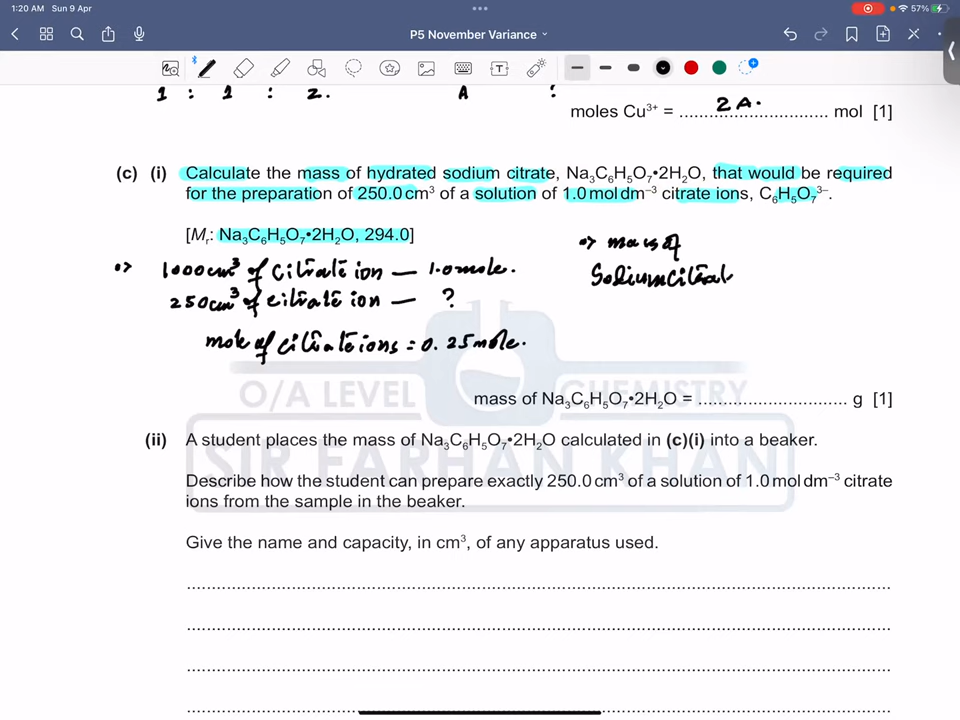 1:20 AM Sun 9 Apr
57%
P5 November Variance
1 : 1 : 2. A ?
moles Cu³⁺ = .............................. mol [1]
2A.
(c) (i) Calculate the mass of hydrated sodium citrate, Na₃C₆H₅O₇•2H₂O, that would be required
for the preparation of 250.0 cm³ of a solution of 1.0 mol dm⁻³ citrate ions, C₆H₅O₇³⁻.
[Mᵣ: Na₃C₆H₅O₇•2H₂O, 294.0]
1000cm³ of citrate ion — 1.0 mole.
250cm³ of citrate ion — ?
mole of citrate ions = 0.25 mole.
mass of
Sodium citrat
mass of Na₃C₆H₅O₇•2H₂O = .............................. g [1]
O/A LEVEL CHEMISTRY
SIR FARHAN KHAN
(ii) A student places the mass of Na₃C₆H₅O₇•2H₂O calculated in (c)(i) into a beaker.
Describe how the student can prepare exactly 250.0 cm³ of a solution of 1.0 mol dm⁻³ citrate
ions from the sample in the beaker.
Give the name and capacity, in cm³, of any apparatus used.